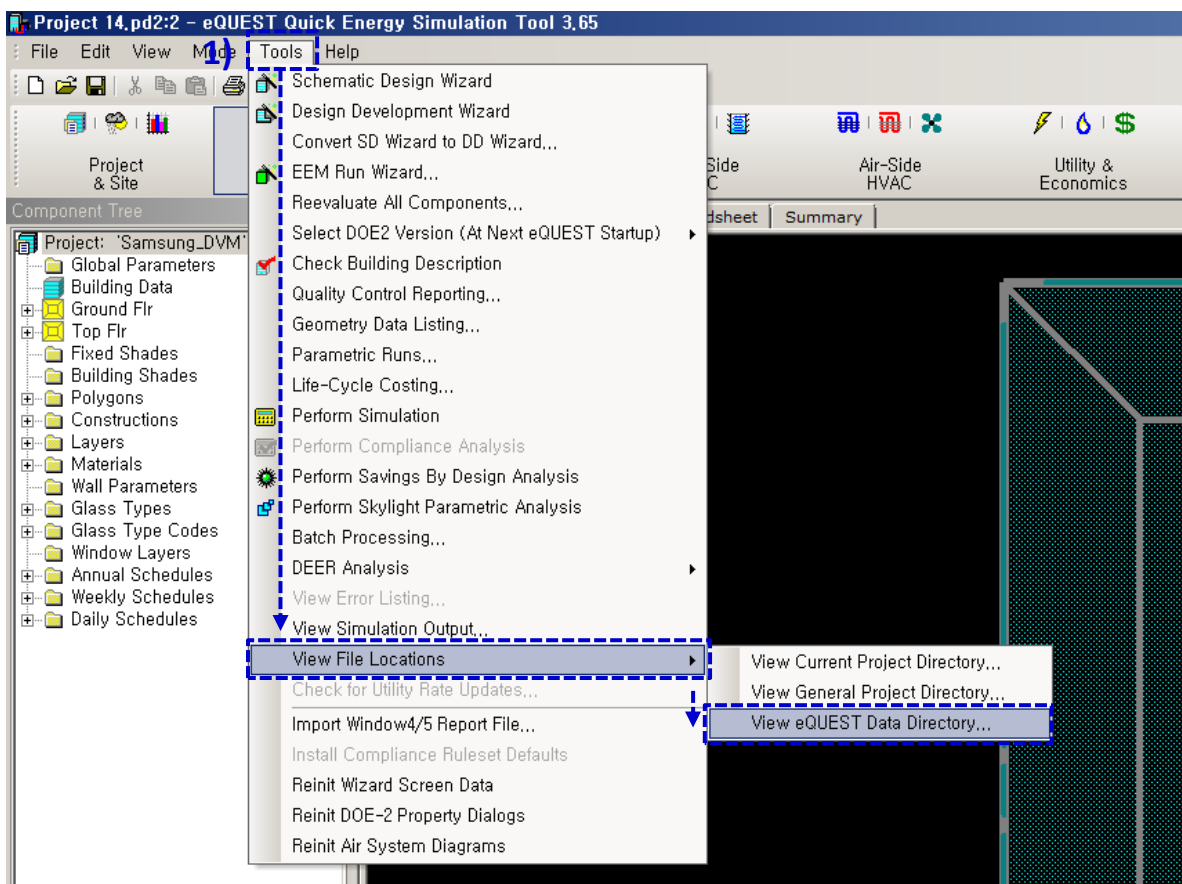 Project 14.pd2:2 - eQUEST Quick Energy Simulation Tool 3.65
File Edit View Mode 1) Tools Help
Project & Site
Air-Side HVAC
Utility & Economics
Side
C
Component Tree
dsheet Summary
Project: 'Samsung_DVM'
Global Parameters
Building Data
Ground Flr
Top Flr
Fixed Shades
Building Shades
Polygons
Constructions
Layers
Materials
Wall Parameters
Glass Types
Glass Type Codes
Window Layers
Annual Schedules
Weekly Schedules
Daily Schedules
Schematic Design Wizard
Design Development Wizard
Convert SD Wizard to DD Wizard...
EEM Run Wizard...
Reevaluate All Components...
Select DOE2 Version (At Next eQUEST Startup)
Check Building Description
Quality Control Reporting...
Geometry Data Listing...
Parametric Runs...
Life-Cycle Costing...
Perform Simulation
Perform Compliance Analysis
Perform Savings By Design Analysis
Perform Skylight Parametric Analysis
Batch Processing...
DEER Analysis
View Error Listing...
View Simulation Output...
View File Locations
Check for Utility Rate Updates...
Import Window4/5 Report File...
Install Compliance Ruleset Defaults
Reinit Wizard Screen Data
Reinit DOE-2 Property Dialogs
Reinit Air System Diagrams
View Current Project Directory...
View General Project Directory...
View eQUEST Data Directory...